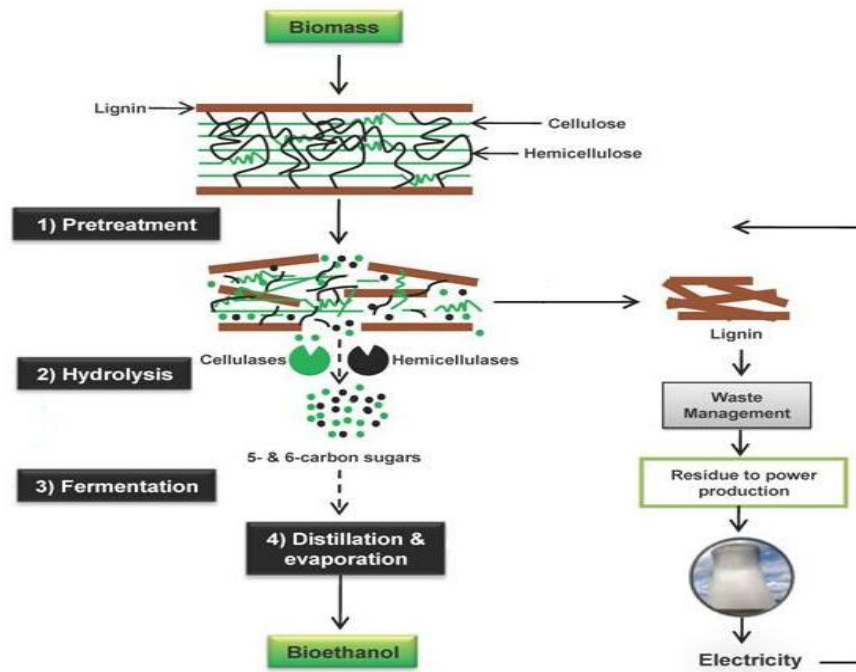 Biomass
Lignin
Cellulose
Hemicellulose
1) Pretreatment
Lignin
Cellulases
Hemicellulases
2) Hydrolysis
Waste
Management
5- & 6-carbon sugars
3) Fermentation
Residue to power
production
4) Distillation &
evaporation
Bioethanol
Electricity